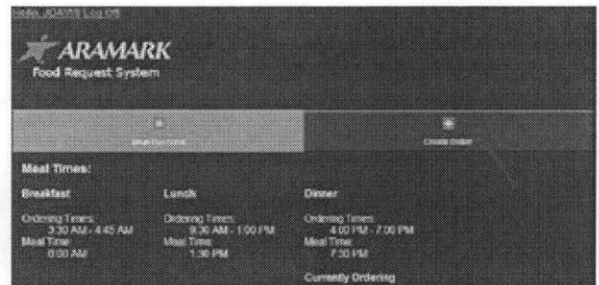 Log Off
ARAMARK
Food Request System
Create Order
Meal Times:
Breakfast Lunch Dinner
Ordering Times: Ordering Times: Ordering Times:
3:30 AM - 4:45 AM 9:30 AM - 1:00 PM 4:00 PM - 7:00 PM
Meal Time: Meal Time: Meal Time:
6:00 AM 1:30 PM 7:30 PM
Currently Ordering